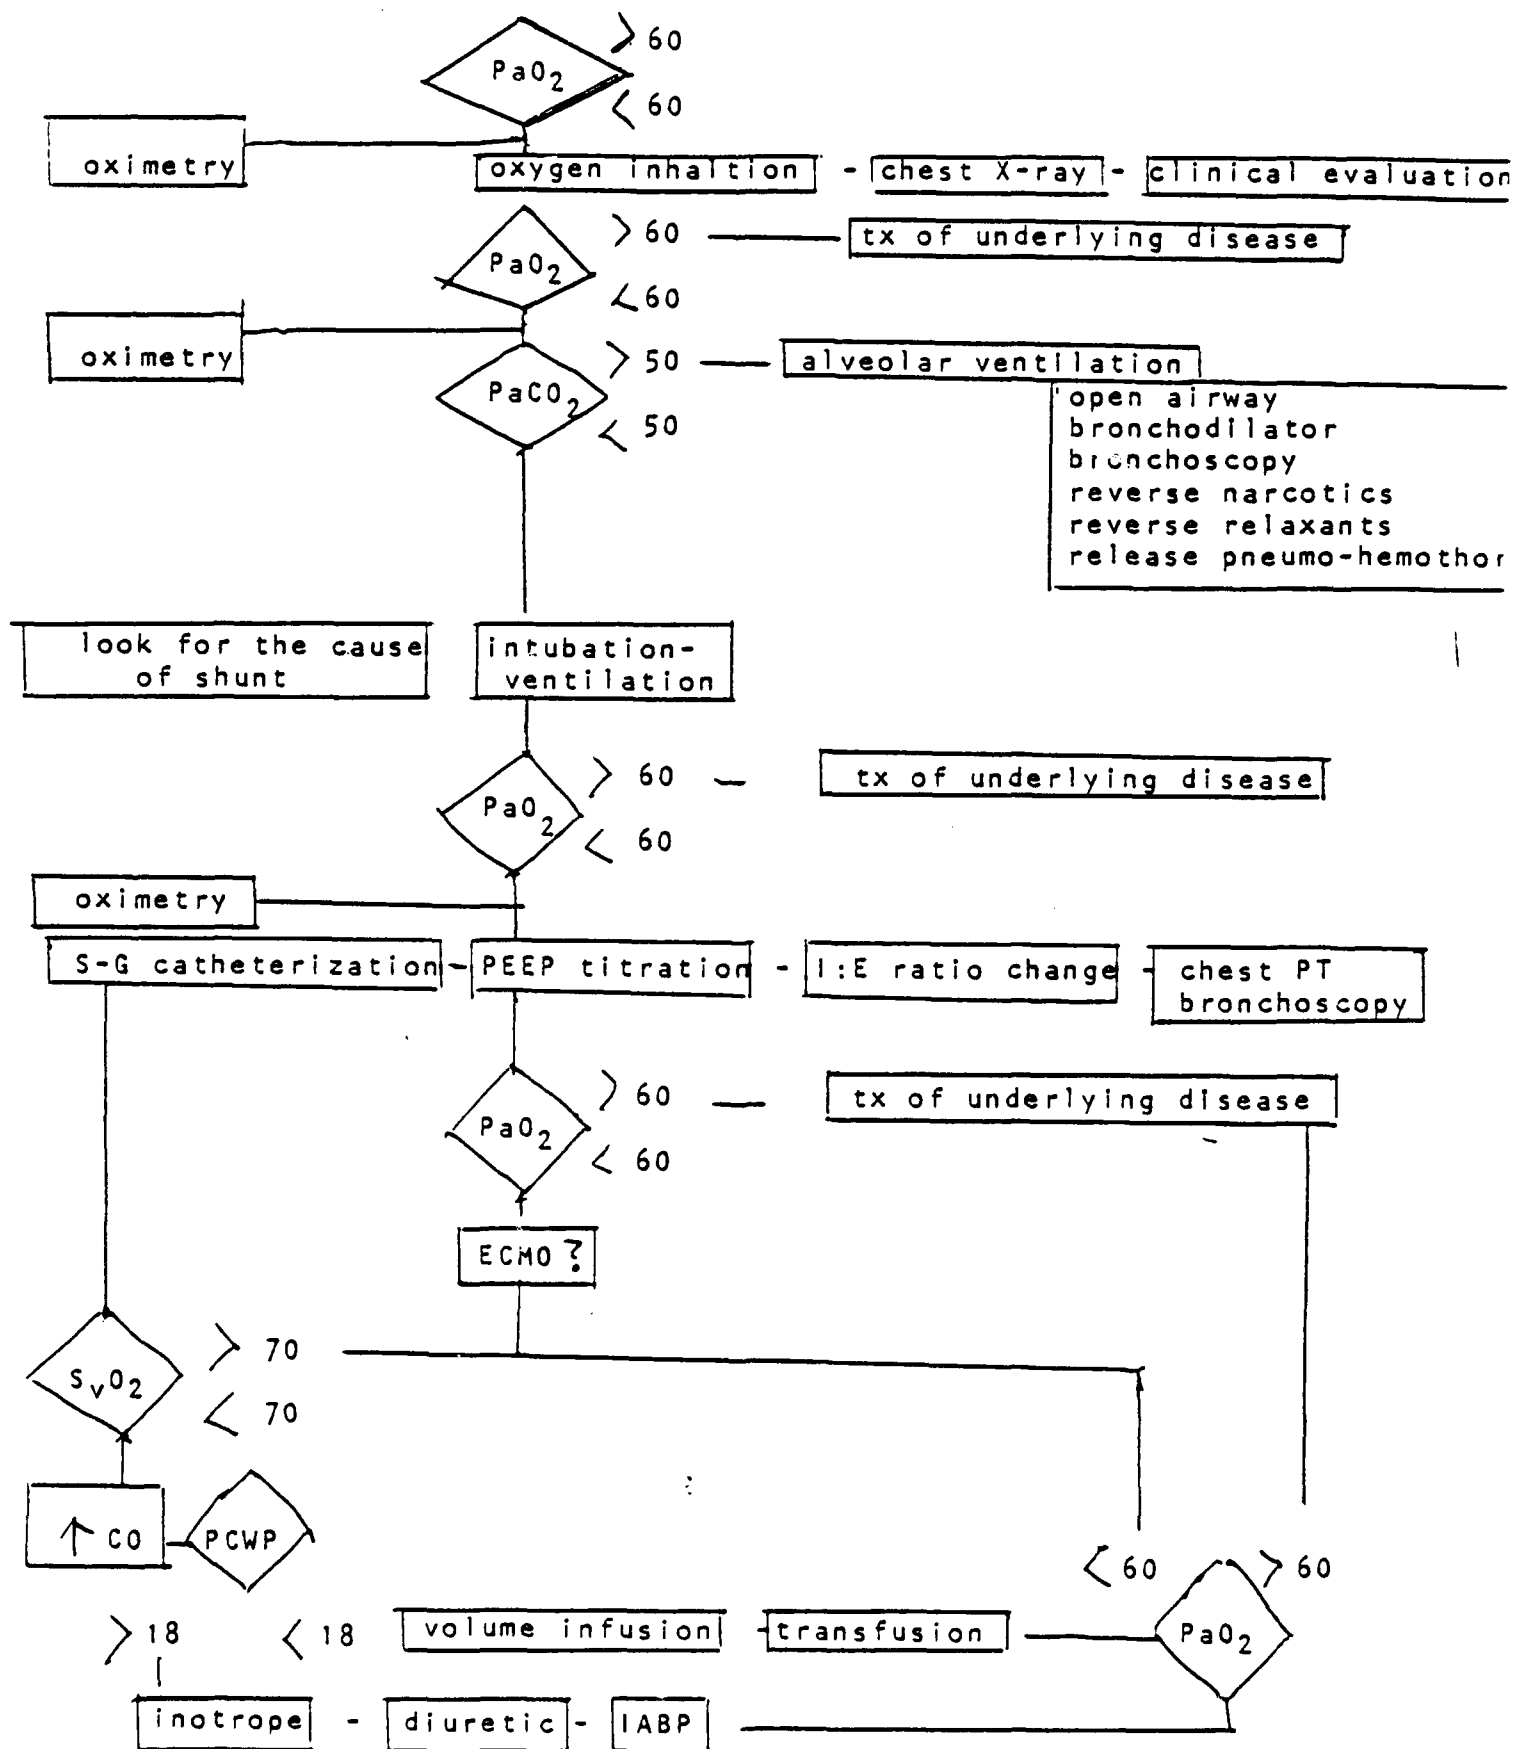 > 60
PaO2
< 60
oximetry
oxygen inhaltion - chest X-ray - clinical evaluation
> 60 tx of underlying disease
PaO2
< 60
oximetry
> 50 alveolar ventilation
PaCO2
< 50
open airway
bronchodilator
bronchoscopy
reverse narcotics
reverse relaxants
release pneumo-hemothor
look for the cause
of shunt
intubation-
ventilation
> 60 tx of underlying disease
PaO2
< 60
oximetry
S-G catheterization - PEEP titration - I:E ratio change - chest PT
bronchoscopy
> 60 tx of underlying disease
PaO2
< 60
ECMO ?
> 70
SvO2
< 70
↑ CO PCWP
< 60 > 60
PaO2
> 18 < 18 volume infusion - transfusion
inotrope - diuretic - IABP